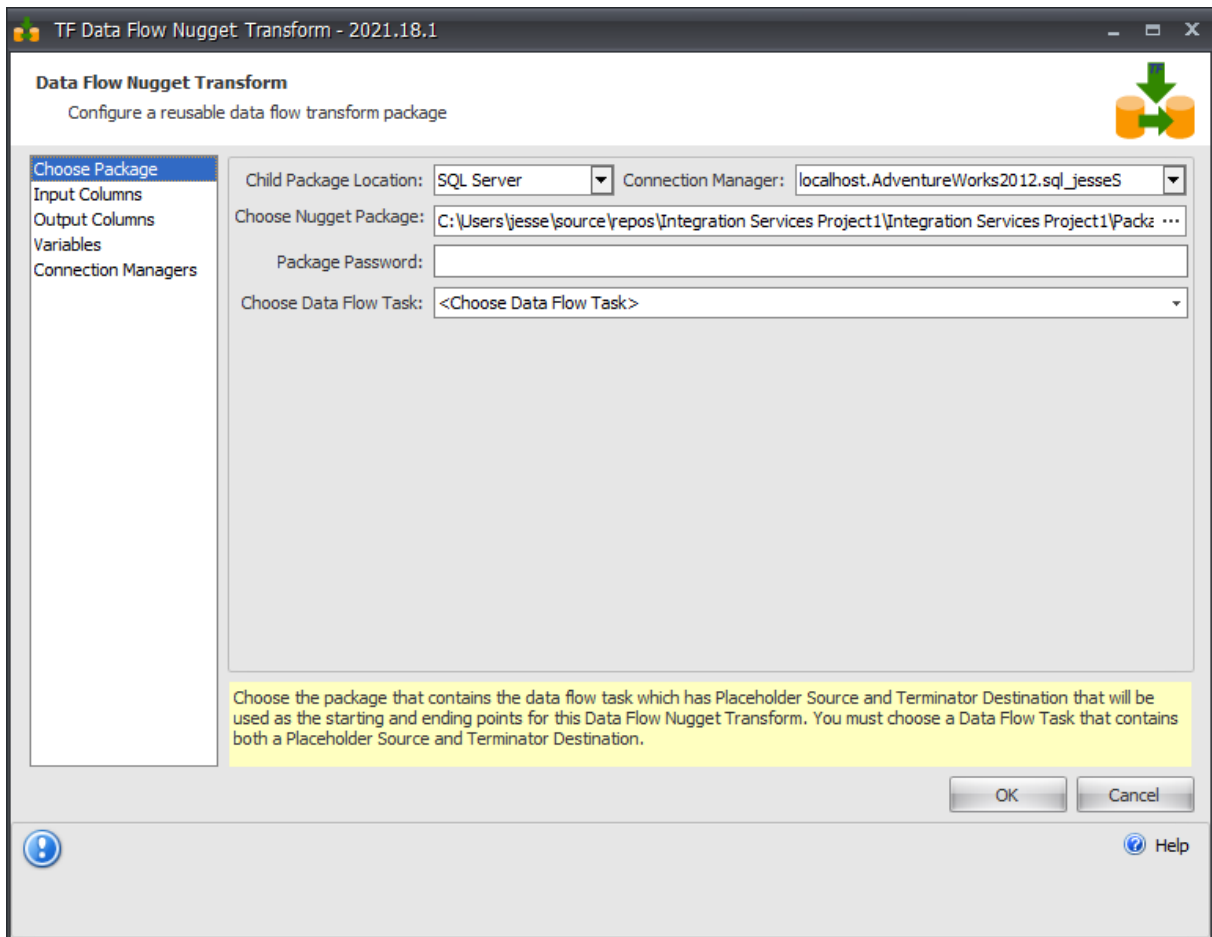 TF Data Flow Nugget Transform - 2021.18.1
Data Flow Nugget Transform
Configure a reusable data flow transform package
TF
Choose Package
Input Columns
Output Columns
Variables
Connection Managers
Child Package Location: SQL Server Connection Manager: localhost.AdventureWorks2012.sql_jesseS
Choose Nugget Package: C:\Users\jesse\source\repos\Integration Services Project1\Integration Services Project1\Packa ...
Package Password:
Choose Data Flow Task: <Choose Data Flow Task>
Choose the package that contains the data flow task which has Placeholder Source and Terminator Destination that will be
used as the starting and ending points for this Data Flow Nugget Transform. You must choose a Data Flow Task that contains
both a Placeholder Source and Terminator Destination.
OK Cancel
Help